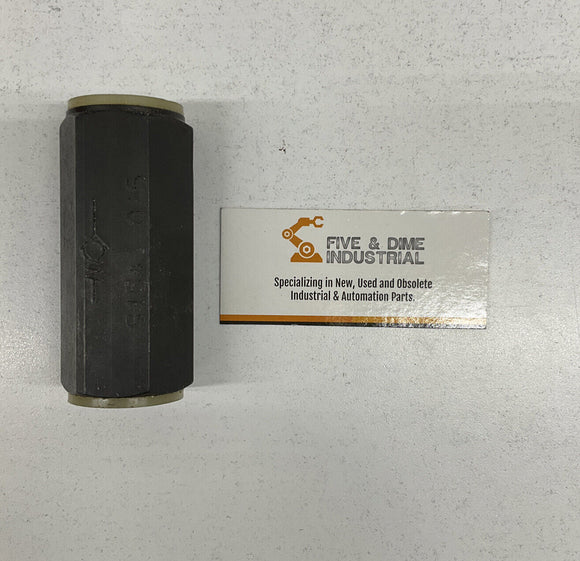 FIVE & DIME
INDUSTRIAL
Specializing in New, Used and Obsolete
Industrial & Automation Parts.